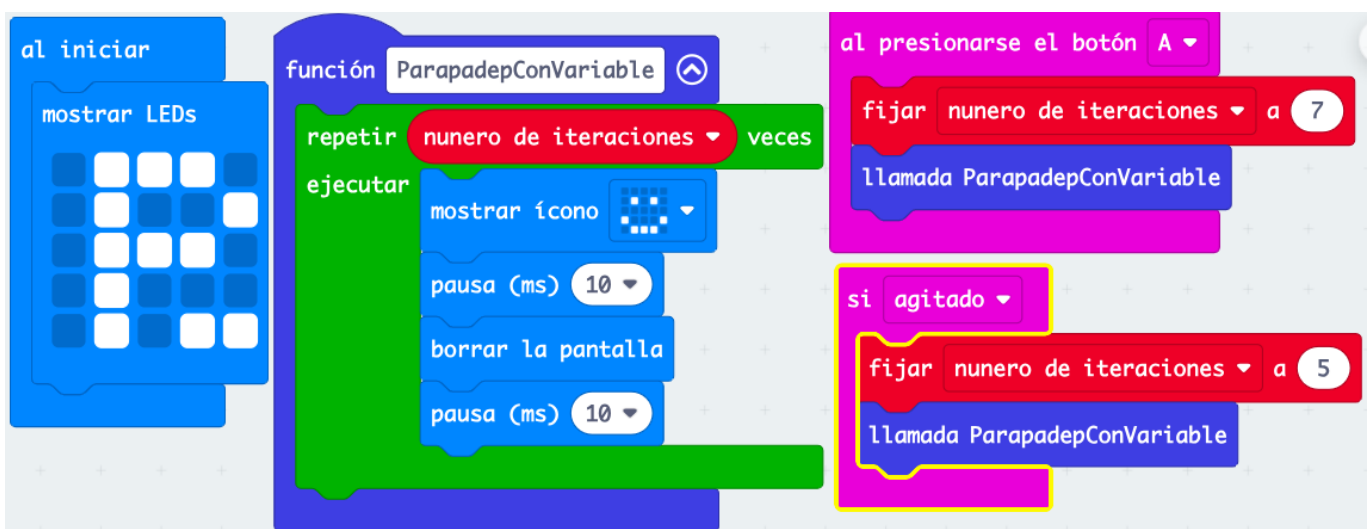 al iniciar
mostrar LEDs
función ParapadepConVariable
repetir nunero de iteraciones veces
ejecutar
mostrar ícono
pausa (ms) 10
borrar la pantalla
pausa (ms) 10
al presionarse el botón A
fijar nunero de iteraciones a 7
llamada ParapadepConVariable
si agitado
fijar nunero de iteraciones a 5
llamada ParapadepConVariable